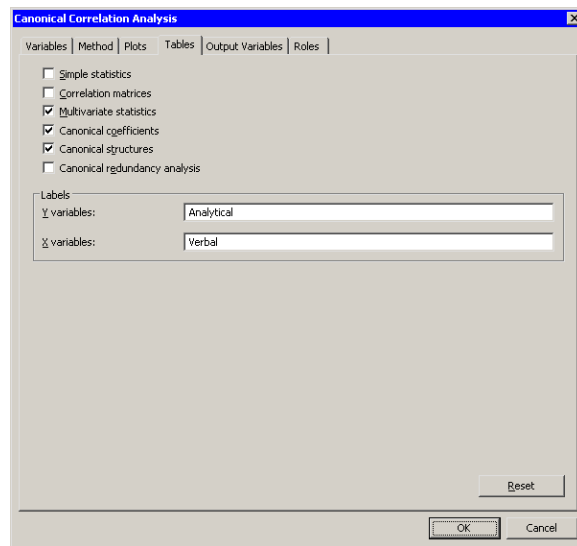 Canonical Correlation Analysis
Variables Method Plots Tables Output Variables Roles
Simple statistics
Correlation matrices
Multivariate statistics
Canonical coefficients
Canonical structures
Canonical redundancy analysis
Labels
Y variables: Analytical
X variables: Verbal
Reset
OK Cancel